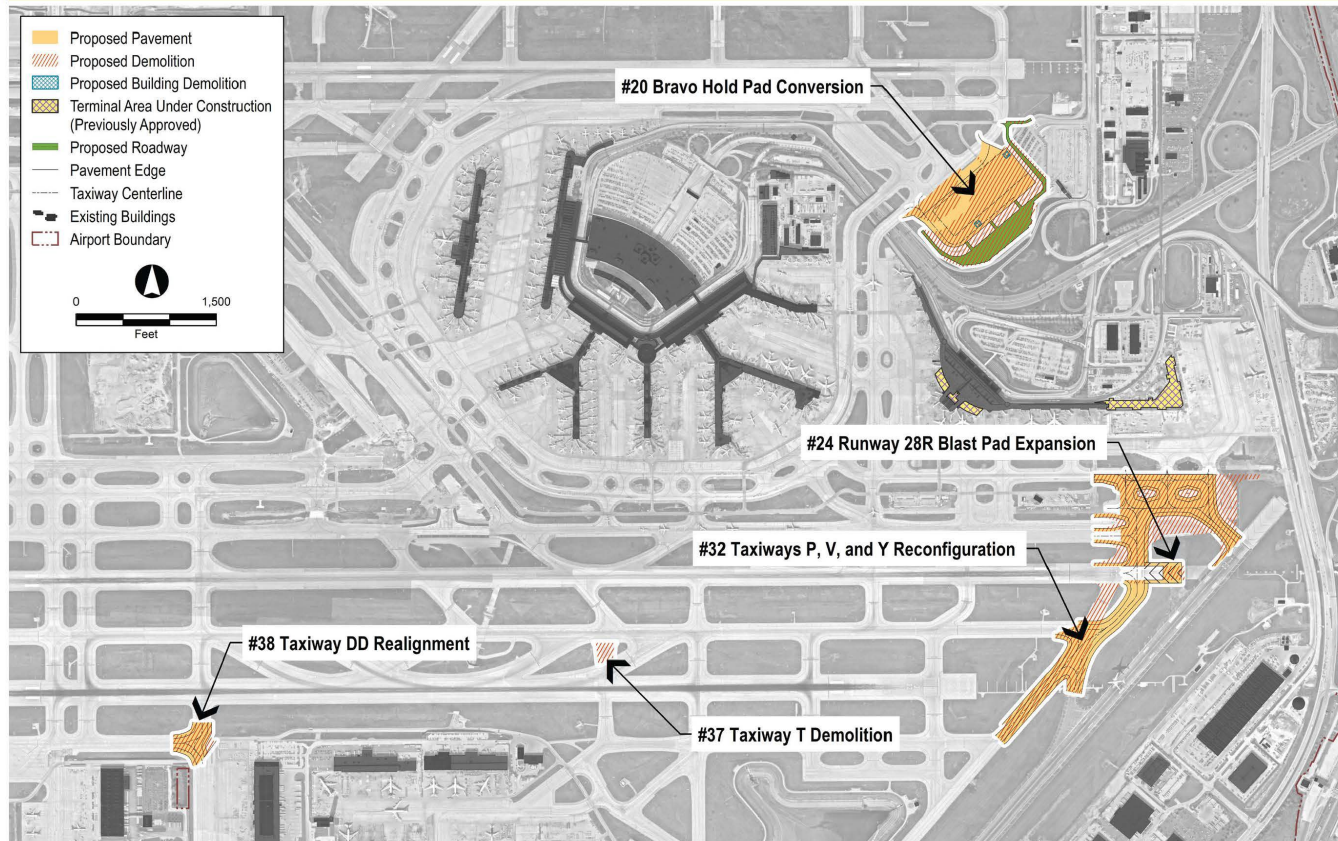 Proposed Pavement
Proposed Demolition
Proposed Building Demolition
Terminal Area Under Construction
(Previously Approved)
Proposed Roadway
Pavement Edge
Taxiway Centerline
Existing Buildings
Airport Boundary
0 1,500
Feet
#20 Bravo Hold Pad Conversion
#24 Runway 28R Blast Pad Expansion
#32 Taxiways P, V, and Y Reconfiguration
#38 Taxiway DD Realignment
#37 Taxiway T Demolition